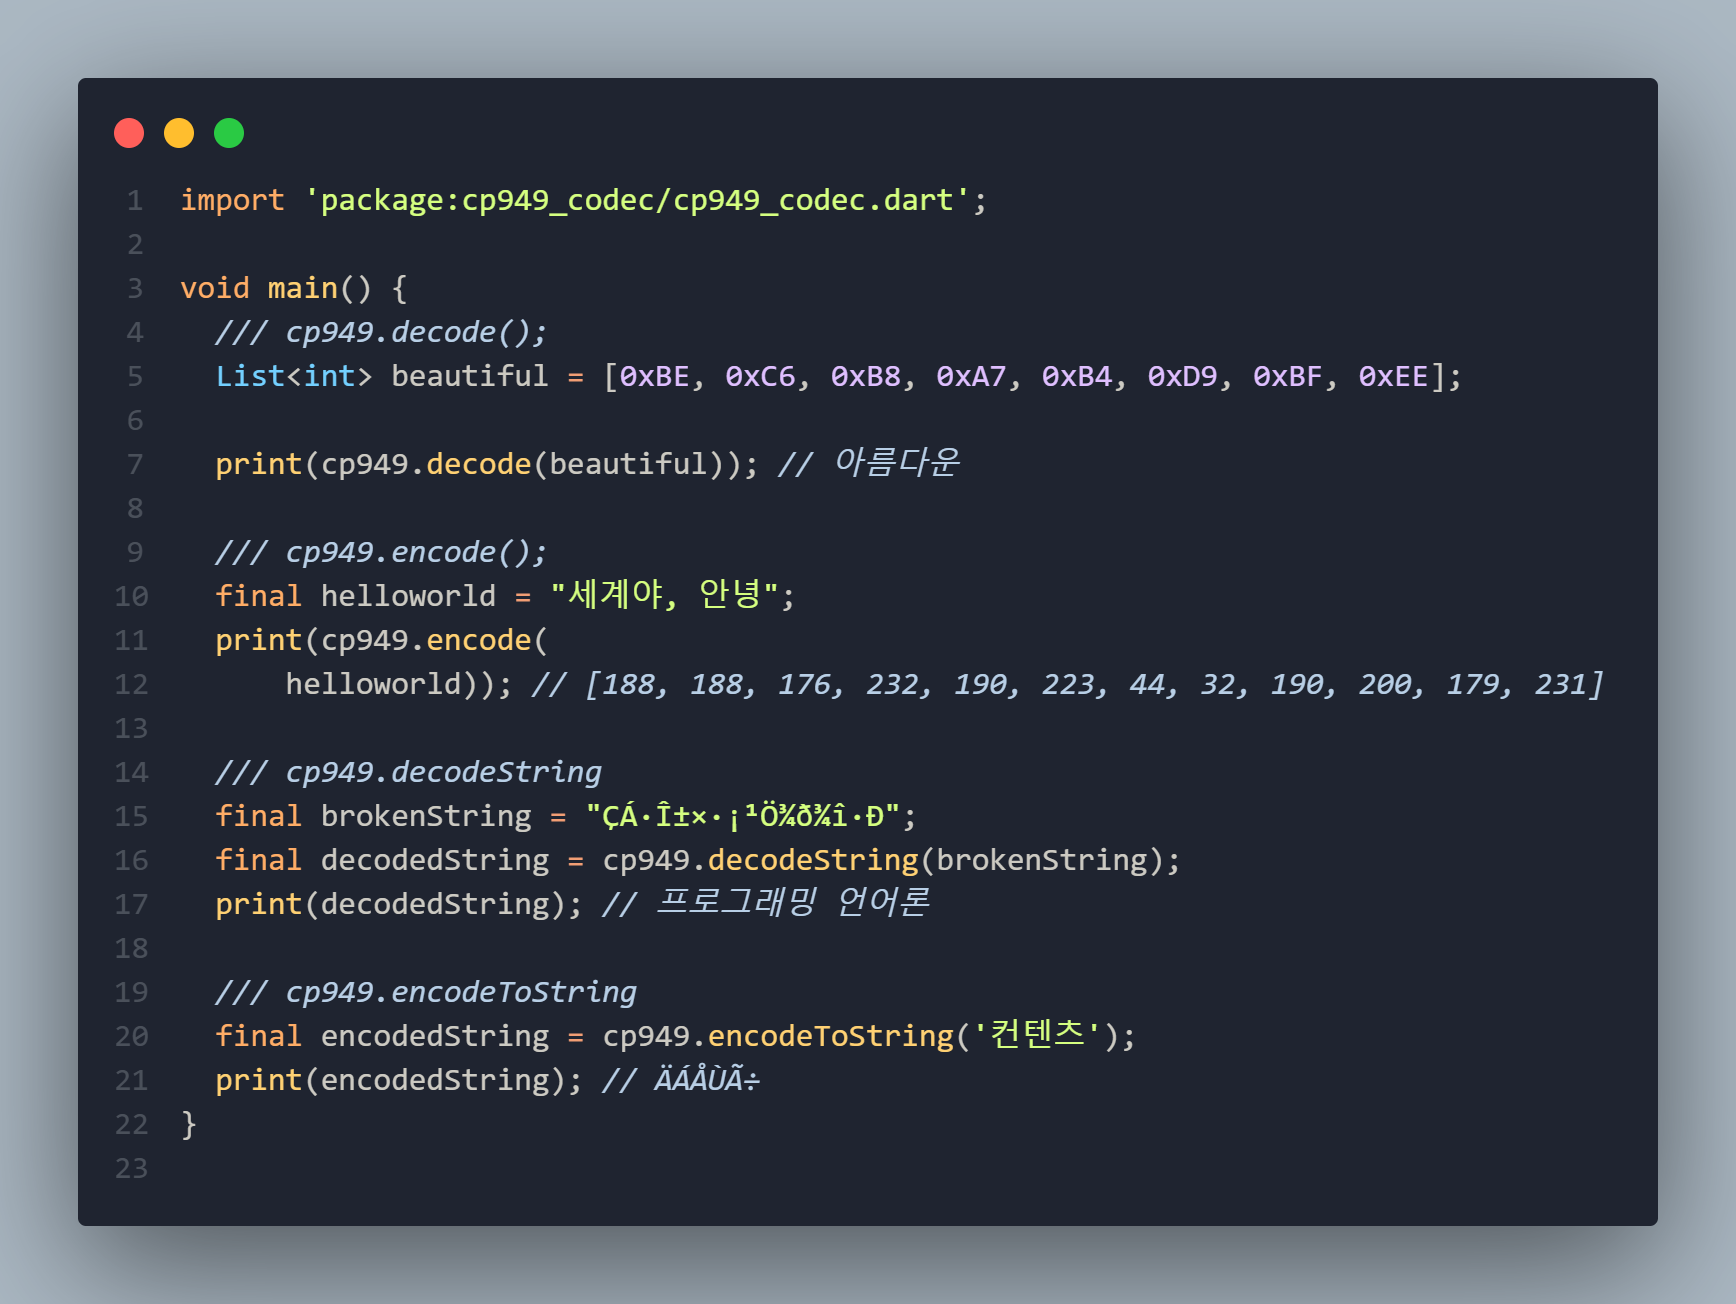 1 import 'package:cp949_codec/cp949_codec.dart';
2
3 void main() {
4   /// cp949.decode();
5   List<int> beautiful = [0xBE, 0xC6, 0xB8, 0xA7, 0xB4, 0xD9, 0xBF, 0xEE];
6
7   print(cp949.decode(beautiful)); // 아름다운
8
9   /// cp949.encode();
10   final helloworld = "세계야, 안녕";
11   print(cp949.encode(
12       helloworld)); // [188, 188, 176, 232, 190, 223, 44, 32, 190, 200, 179, 231]
13
14   /// cp949.decodeString
15   final brokenString = "ÇÁ·Î±×·¡¹Ö¾ð¾î·Ð";
16   final decodedString = cp949.decodeString(brokenString);
17   print(decodedString); // 프로그래밍 언어론
18
19   /// cp949.encodeToString
20   final encodedString = cp949.encodeToString('컨텐츠');
21   print(encodedString); // ÄÁÅÙÃ÷
22 }
23